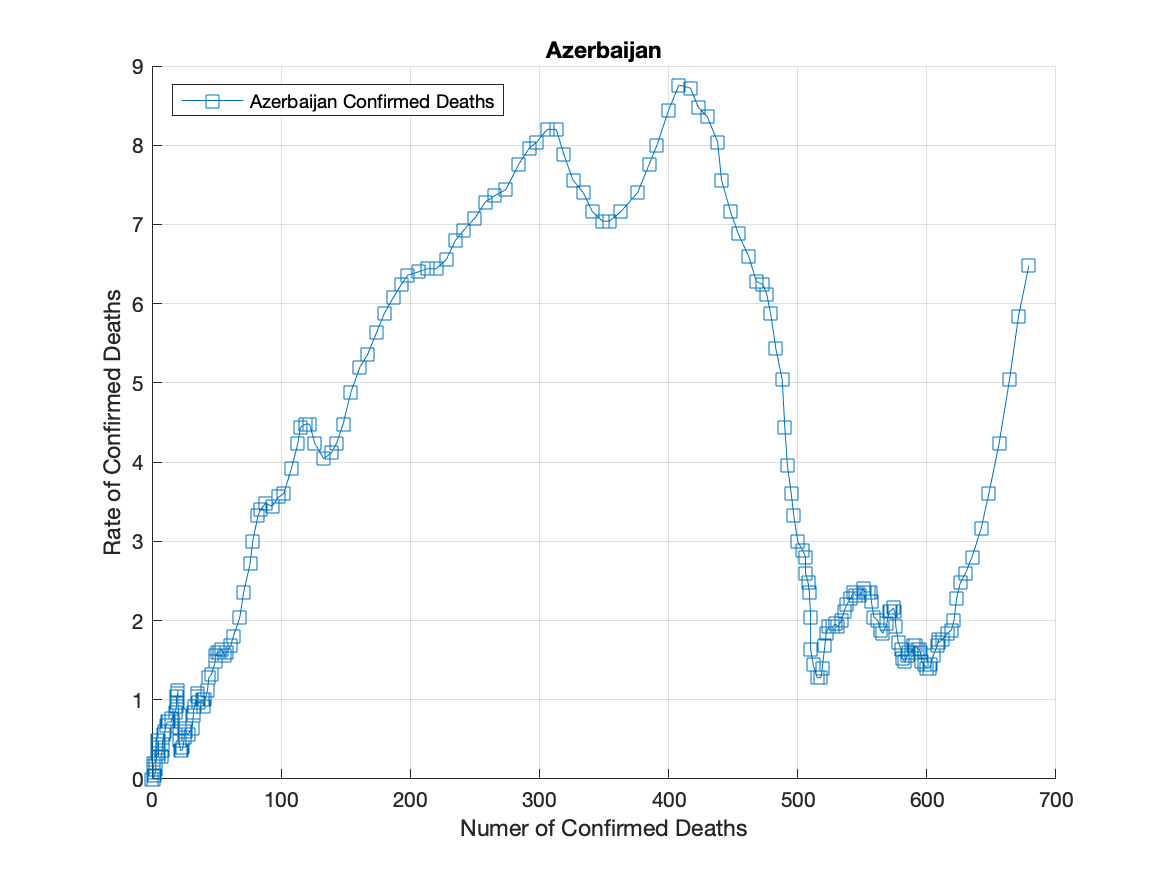 Azerbaijan
Azerbaijan Confirmed Deaths
Rate of Confirmed Deaths
9
8
7
6
5
4
3
2
1
0
0 100 200 300 400 500 600 700
Numer of Confirmed Deaths